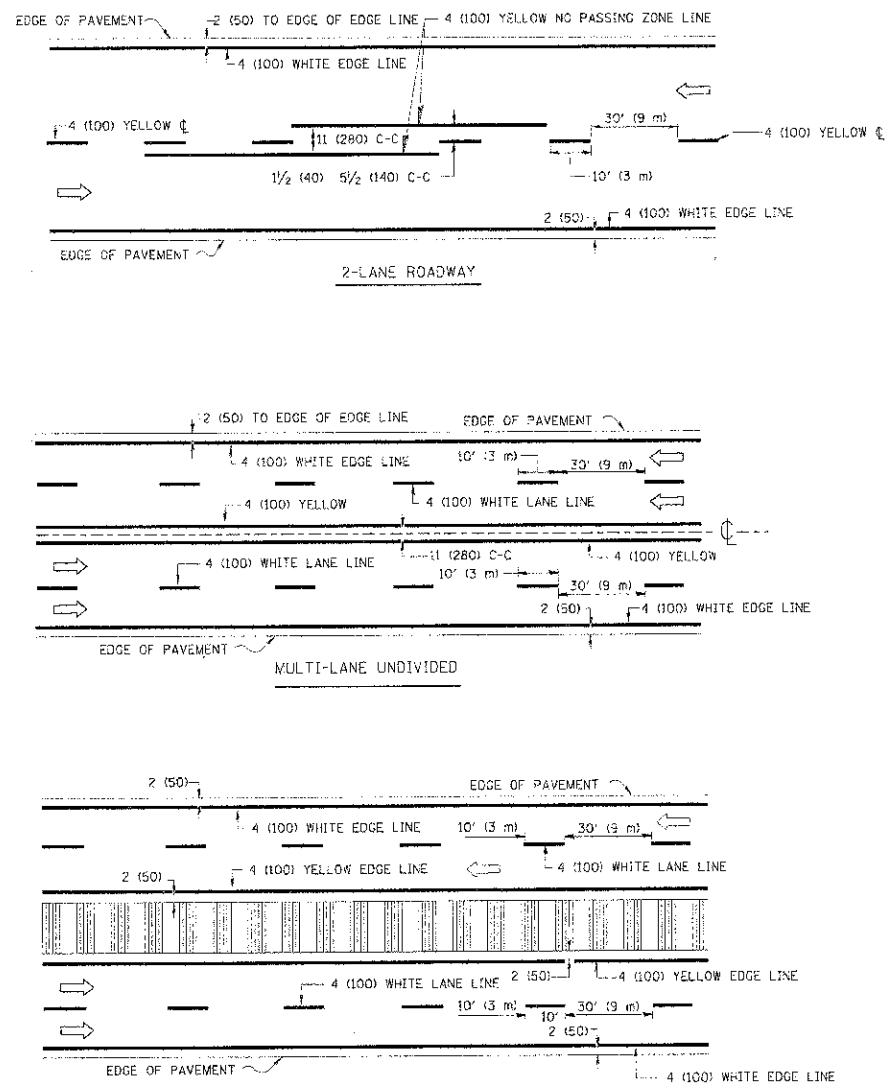 EDGE OF PAVEMENT
2 (50) TO EDGE OF EDGE LINE
4 (100) YELLOW NO PASSING ZONE LINE
4 (100) WHITE EDGE LINE
30' (9 m)
4 (100) YELLOW ℄
11 (280) C-C
4 (100) YELLOW ℄
1½ (40)
5½ (140) C-C
10' (3 m)
2 (50)
4 (100) WHITE EDGE LINE
EDGE OF PAVEMENT
2-LANE ROADWAY
2 (50) TO EDGE OF EDGE LINE
EDGE OF PAVEMENT
4 (100) WHITE EDGE LINE
10' (3 m)
30' (9 m)
4 (100) YELLOW
4 (100) WHITE LANE LINE
℄
4 (100) WHITE LANE LINE
11 (280) C-C
4 (100) YELLOW
10' (3 m)
30' (9 m)
2 (50)
4 (100) WHITE EDGE LINE
EDGE OF PAVEMENT
MULTI-LANE UNDIVIDED
2 (50)
EDGE OF PAVEMENT
4 (100) WHITE EDGE LINE
10' (3 m)
30' (9 m)
2 (50)
4 (100) YELLOW EDGE LINE
4 (100) WHITE LANE LINE
4 (100) WHITE LANE LINE
2 (50)
4 (100) YELLOW EDGE LINE
10' (3 m)
30' (9 m)
10'
2 (50)
EDGE OF PAVEMENT
4 (100) WHITE EDGE LINE